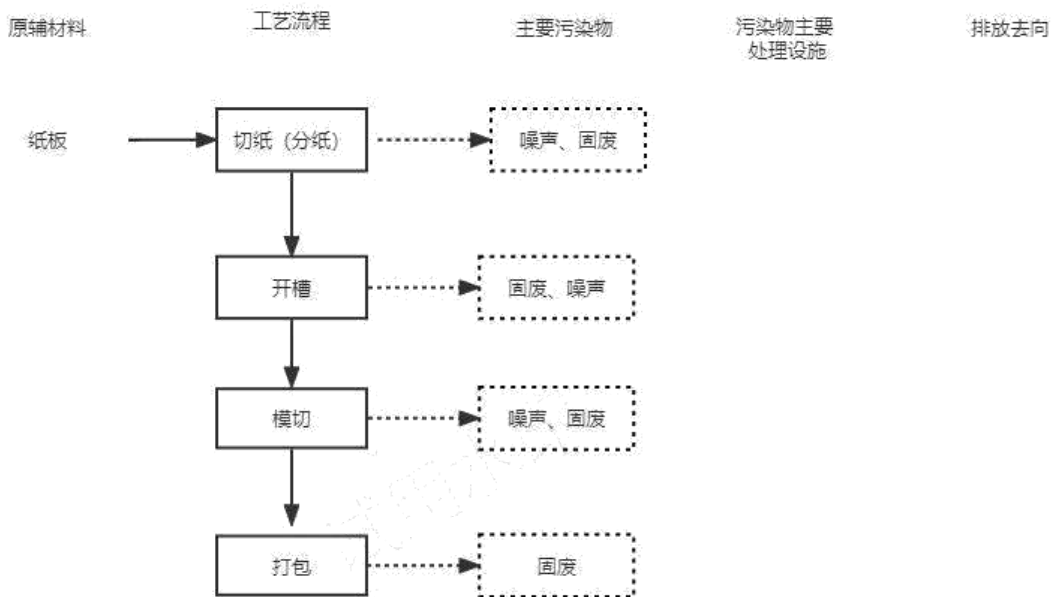 原辅材料
工艺流程
主要污染物
污染物主要
处理设施
排放去向
纸板
切纸（分纸）
噪声、固废
开槽
固废、噪声
模切
噪声、固废
打包
固废